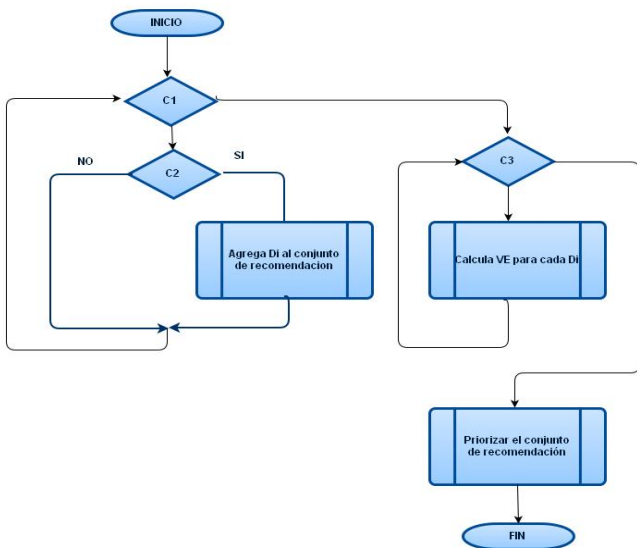 INICIO
C1
NO
C2
SI
Agrega Di al conjunto
de recomendacion
C3
Calcula VE para cada Di
Priorizar el conjunto
de recomendación
FIN